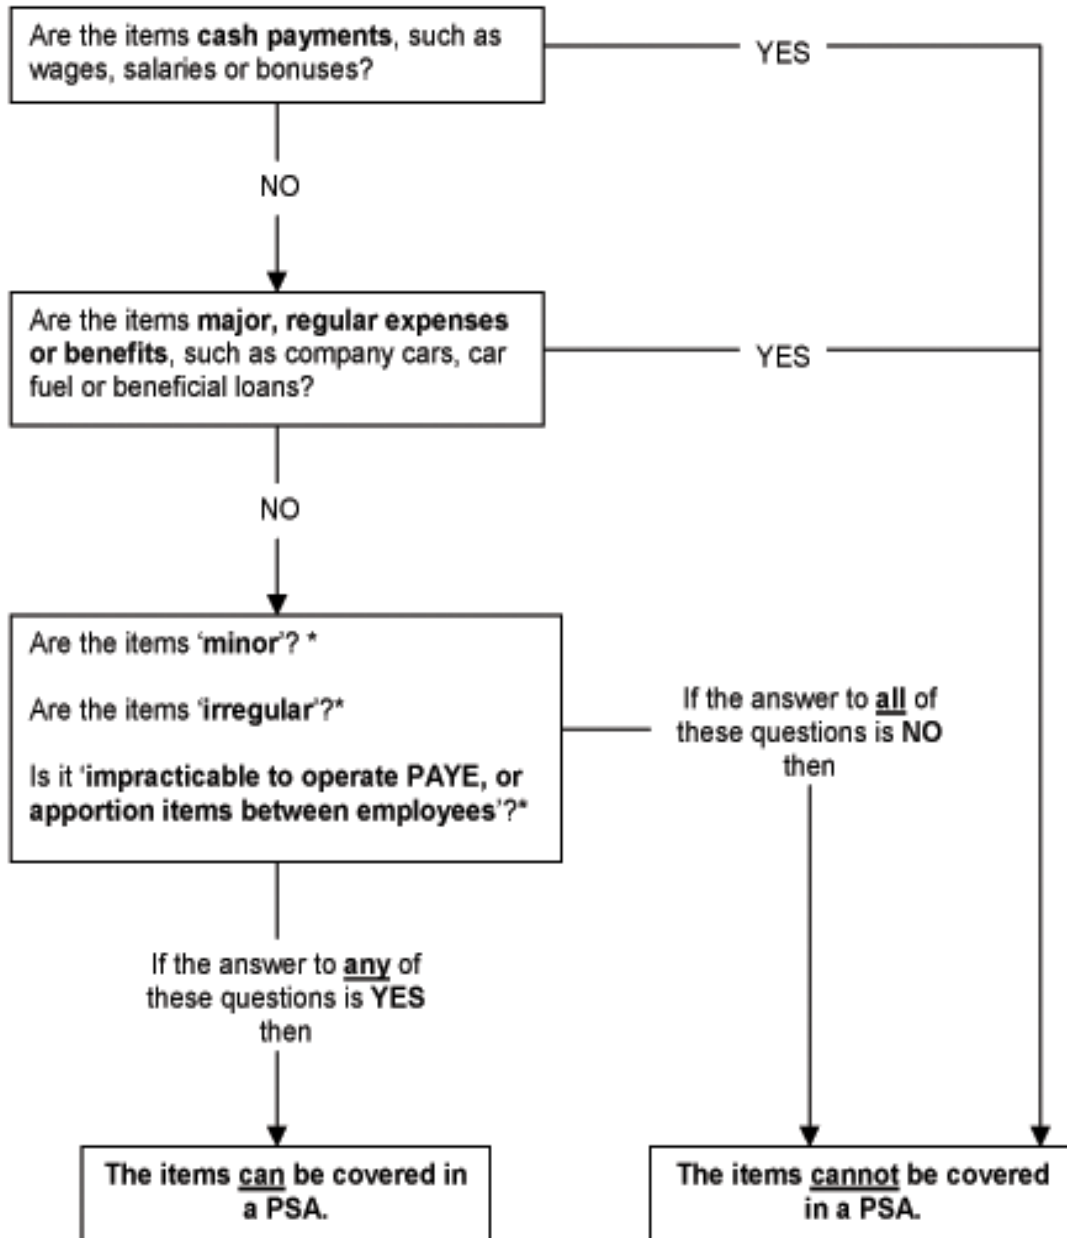 Are the items cash payments, such as
wages, salaries or bonuses?
YES
NO
Are the items major, regular expenses
or benefits, such as company cars, car
fuel or beneficial loans?
YES
NO
Are the items ‘minor’? *
Are the items ‘irregular’?*
Is it ‘impracticable to operate PAYE, or
apportion items between employees’?*
If the answer to all of
these questions is NO
then
If the answer to any of
these questions is YES
then
The items can be covered in
a PSA.
The items cannot be covered
in a PSA.